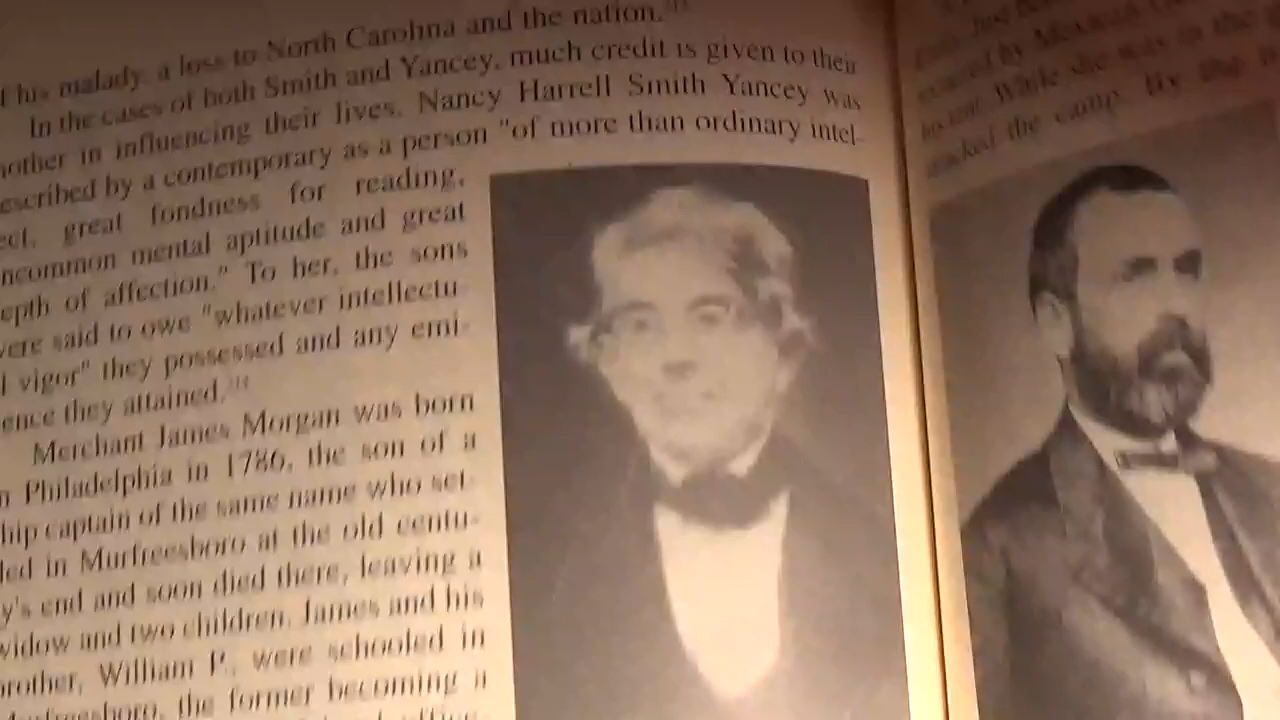 his malady, a loss to North Carolina and the nation.
In the cases of both Smith and Yancey, much credit is given to their
other in influencing their lives. Nancy Harrell Smith Yancey was
escribed by a contemporary as a person "of more than ordinary intel-
ect, great fondness for reading,
ncommon mental aptitude and great
epth of affection." To her, the sons
vere said to owe "whatever intellectu-
l vigor" they possessed and any emi-
ence they attained.
Merchant James Morgan was born
n Philadelphia in 1786, the son of a
hip captain of the same name who set-
led in Murfreesboro at the old centu-
y's end and soon died there, leaving a
widow and two children. James and his
rother, William P., were schooled in
Murfreesboro, the former becoming a
by Mexican
While she was in the
the camp. By the